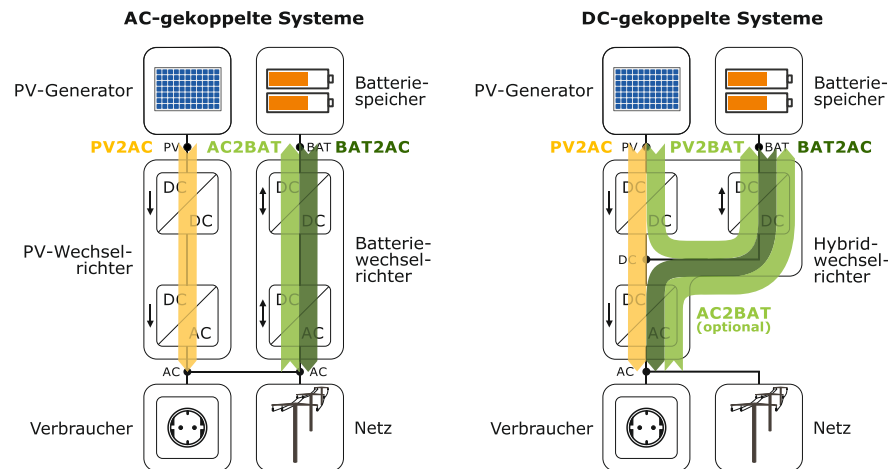 AC-gekoppelte Systeme
PV-Generator
Batterie-
speicher
PV2AC
PV
AC2BAT
BAT
BAT2AC
DC
DC
DC
DC
PV-Wechsel-
richter
Batterie-
wechsel-
richter
DC
AC
DC
AC
AC
AC
Verbraucher
Netz
DC-gekoppelte Systeme
PV-Generator
Batterie-
speicher
PV2AC
PV
PV2BAT
BAT
BAT2AC
DC
DC
DC
DC
DC
Hybrid-
wechsel-
richter
DC
AC
AC2BAT
(optional)
AC
Verbraucher
Netz